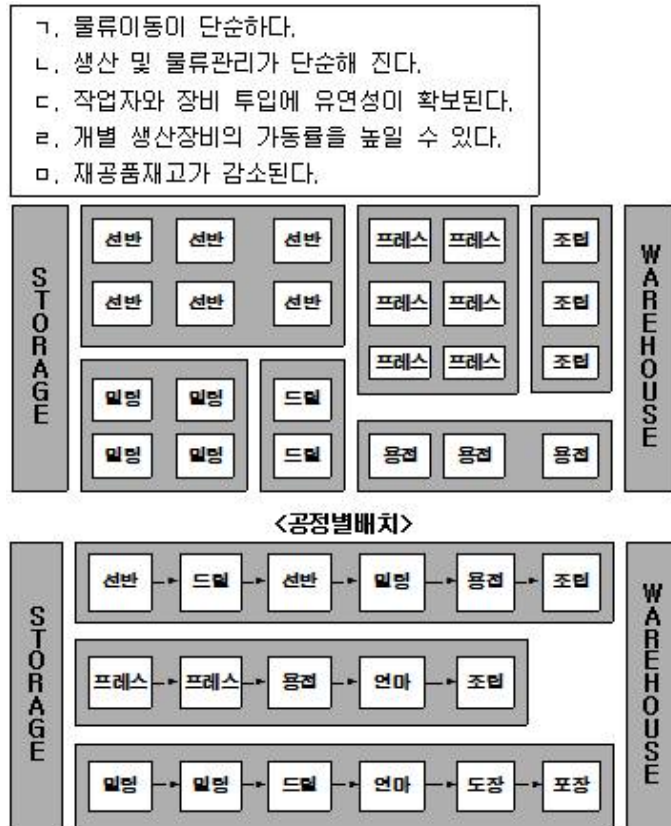 ㄱ. 물류이동이 단순하다.
ㄴ. 생산 및 물류관리가 단순해 진다.
ㄷ. 작업자와 장비 투입에 유연성이 확보된다.
ㄹ. 개별 생산장비의 가동률을 높일 수 있다.
ㅁ. 재공품재고가 감소된다.
STORAGE
선반 선반 선반
선반 선반 선반
밀링 밀링
밀링 밀링
드릴
드릴
프레스 프레스
프레스 프레스
프레스 프레스
조립
조립
조립
용접 용접 용접
WAREHOUSE
<공정별배치>
STORAGE
선반 드릴 선반 밀링 용접 조립
프레스 프레스 용접 연마 조립
밀링 밀링 드릴 연마 도장 포장
WAREHOUSE